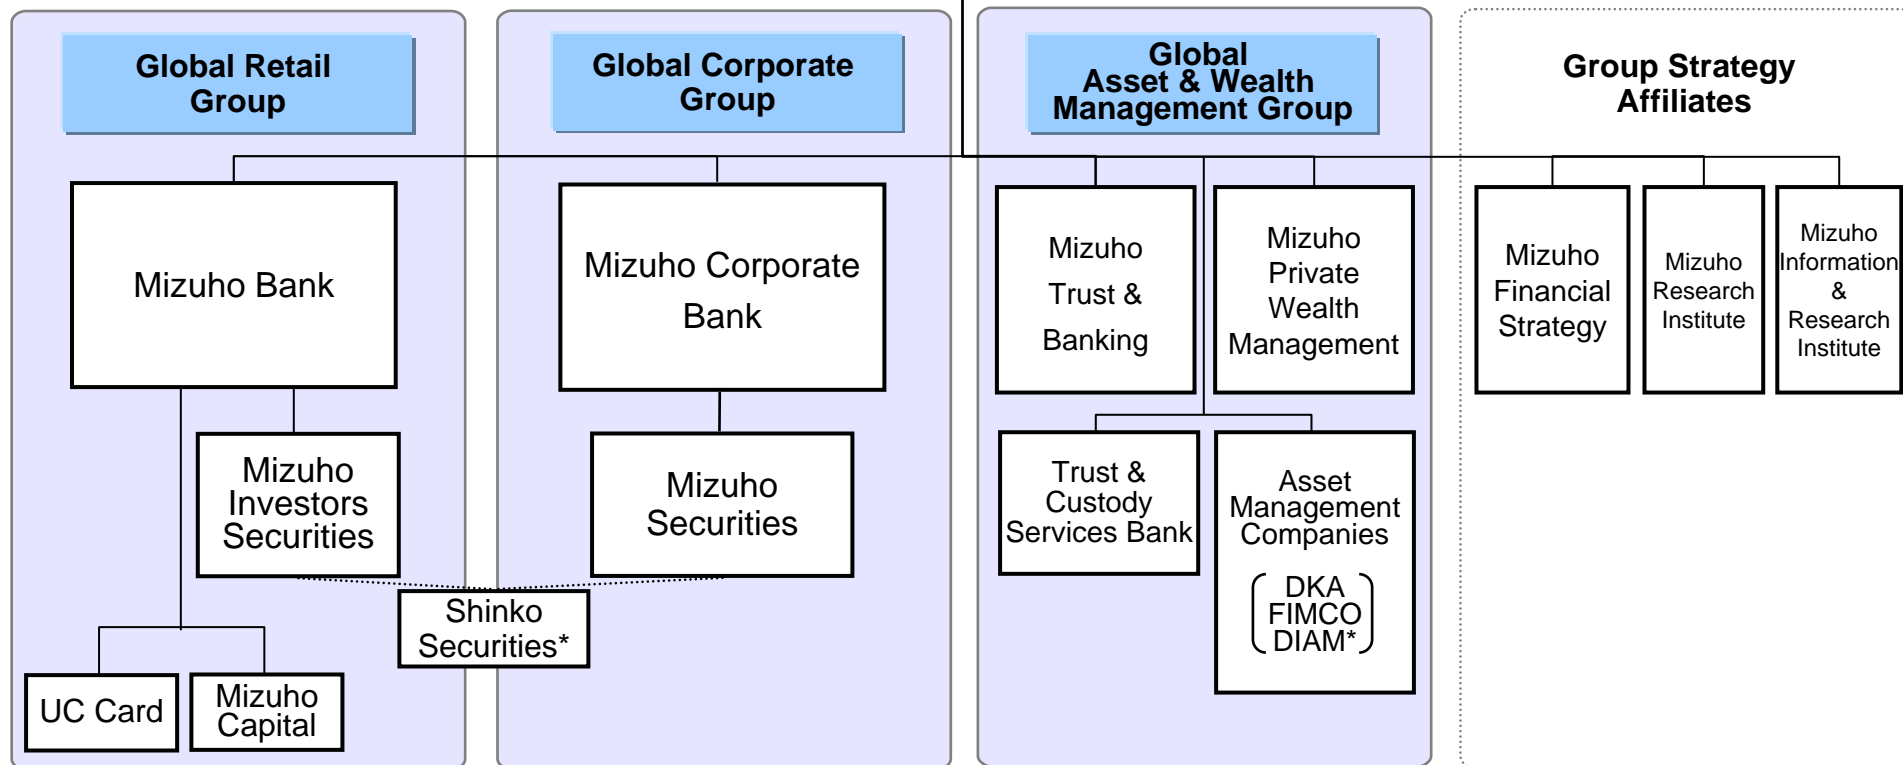 Global Retail
Group
Global Corporate
Group
Global
Asset & Wealth
Management Group
Group Strategy
Affiliates
Mizuho Bank
Mizuho Corporate
Bank
Mizuho
Trust &
Banking
Mizuho
Private
Wealth
Management
Mizuho
Financial
Strategy
Mizuho
Research
Institute
Mizuho
Information
&
Research
Institute
Mizuho
Investors
Securities
Mizuho
Securities
Trust &
Custody
Services Bank
Asset
Management
Companies
DKA
FIMCO
DIAM*
Shinko
Securities*
UC Card
Mizuho
Capital